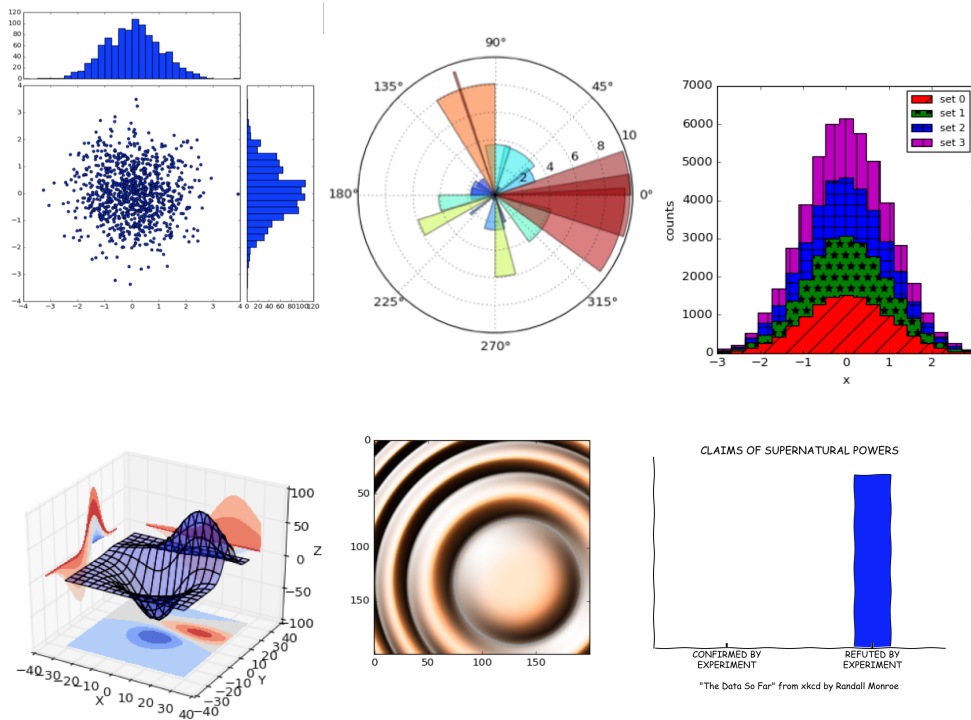 120
100
80
60
40
20
0
4
3
2
1
0
−1
−2
−3
−4
−4 −3 −2 −1 0 1 2 3 4
0 20 40 60 80 100 120
90°
135° 45°
180° 0°
225° 315°
270°
2 4 6 8 10
7000
6000
5000
4000
3000
2000
1000
0
counts
−3 −2 −1 0 1 2
x
set 0
set 1
set 2
set 3
100
50
0
−50
−100
Z
−40 −30 −20 −10 0 10 20 30 40
X
−40 −30 −20 −10 0 10 20 30 40
Y
0
50
100
150
0 50 100 150
CLAIMS OF SUPERNATURAL POWERS
CONFIRMED BY
EXPERIMENT
REFUTED BY
EXPERIMENT
"The Data So Far" from xkcd by Randall Monroe